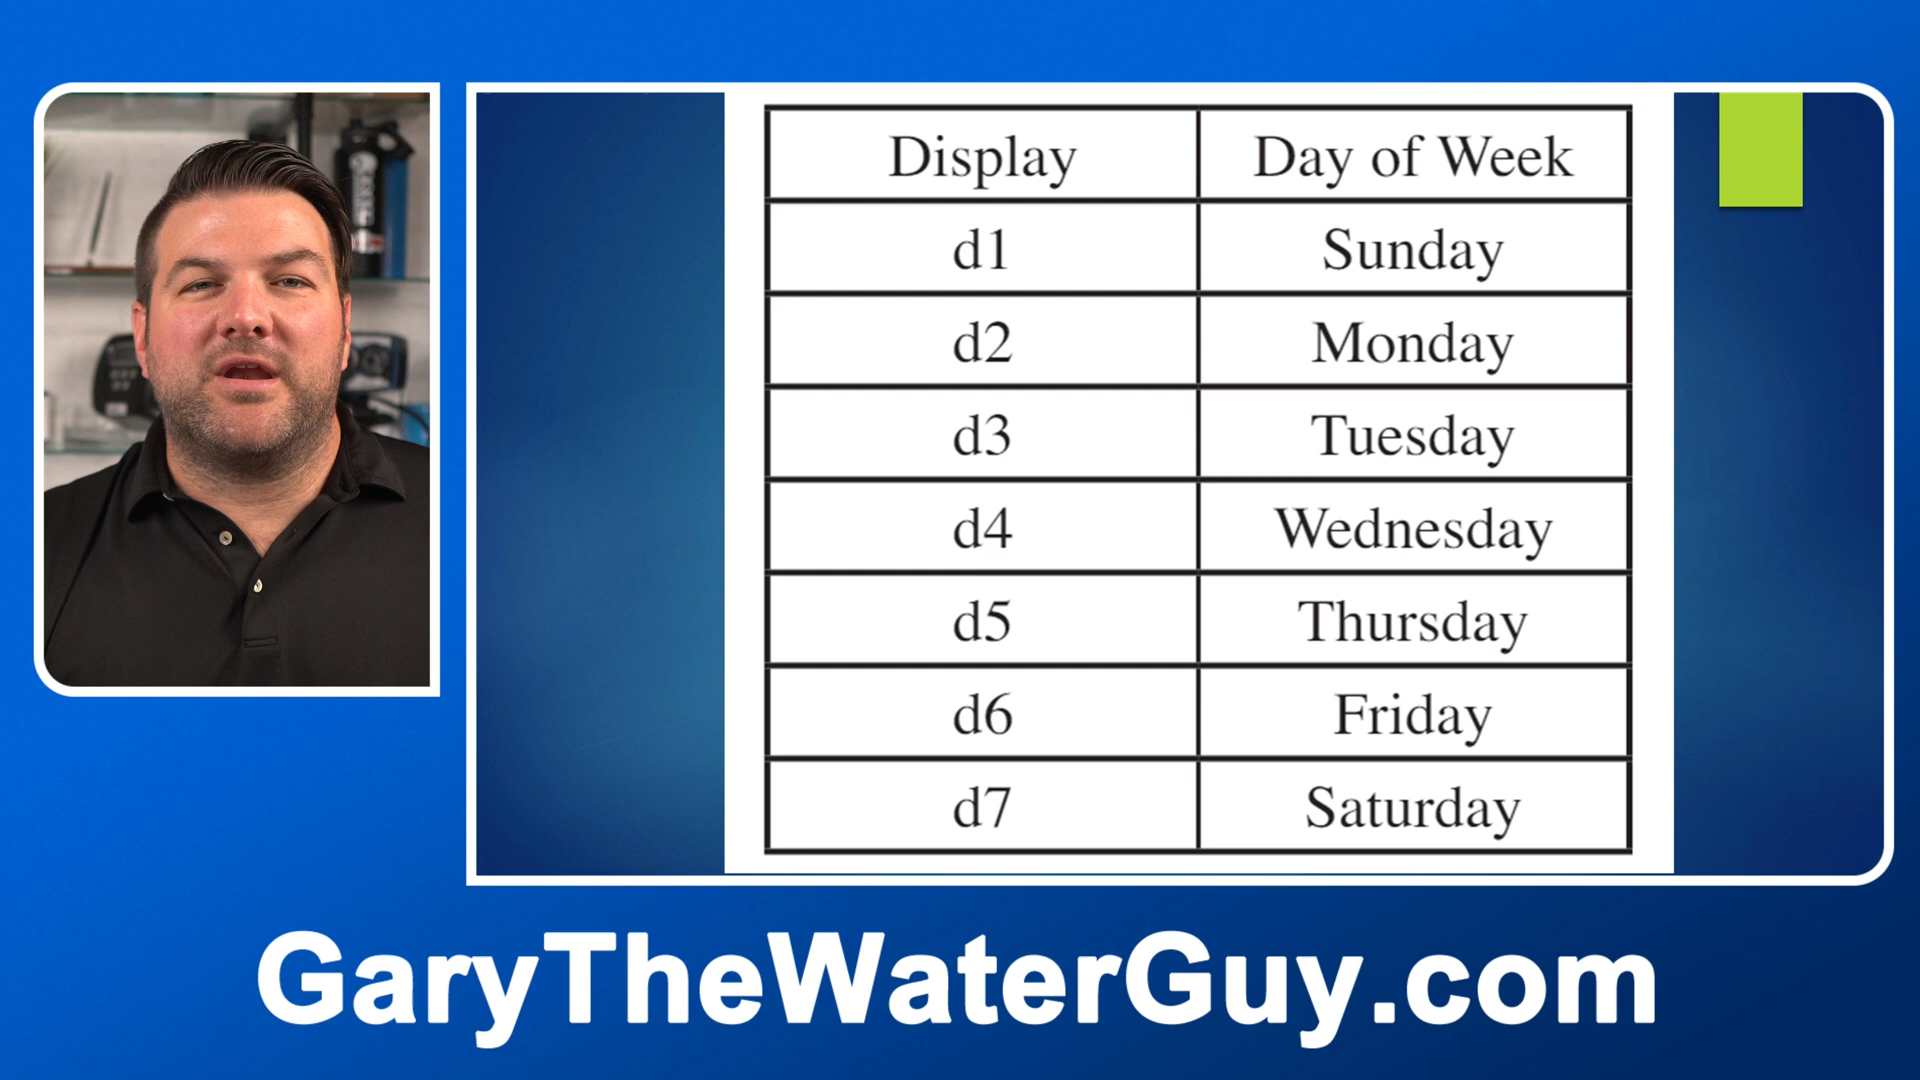 Display Day of Week
d1 Sunday
d2 Monday
d3 Tuesday
d4 Wednesday
d5 Thursday
d6 Friday
d7 Saturday
GaryTheWaterGuy.com